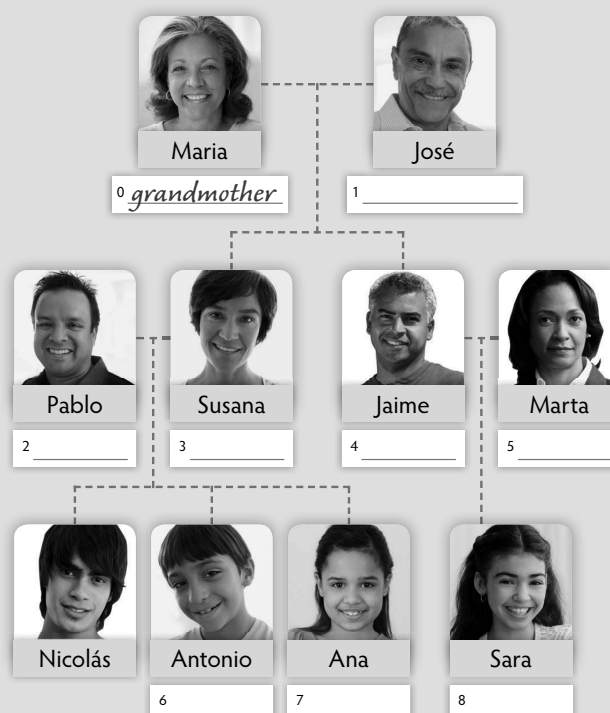 Maria José
0 grandmother 1
Pablo Susana Jaime Marta
2 3 4 5
Nicolás Antonio Ana Sara
6 7 8